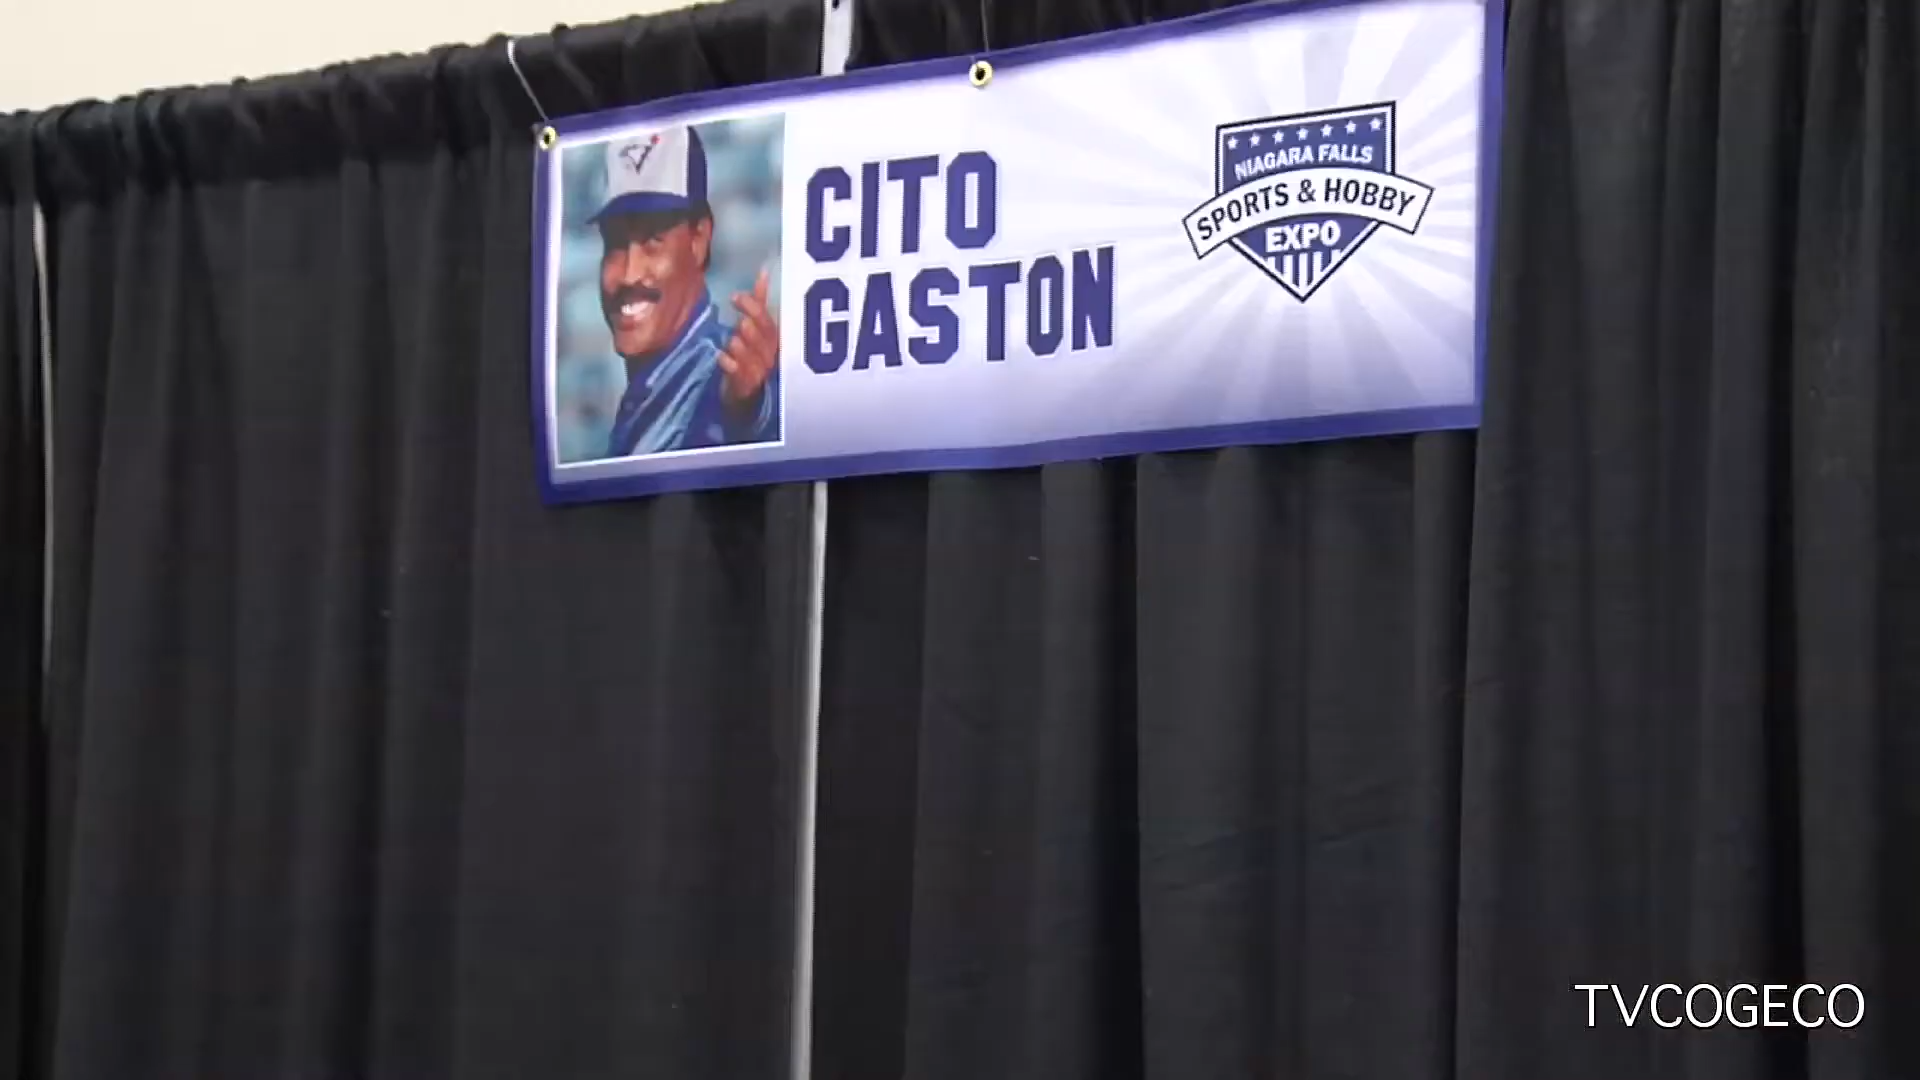 CITO
GASTON
NIAGARA FALLS
SPORTS & HOBBY
EXPO
TVCOGECO